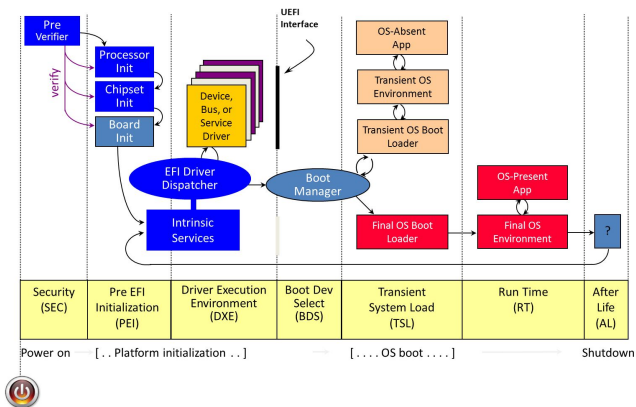 UEFI
Interface
Pre
Verifier
verify
Processor
Init
Chipset
Init
Board
Init
Device,
Bus, or
Service
Driver
EFI Driver
Dispatcher
Intrinsic
Services
Boot
Manager
OS-Absent
App
Transient OS
Environment
Transient OS Boot
Loader
OS-Present
App
Final OS Boot
Loader
Final OS
Environment
?
Security
(SEC)
Pre EFI
Initialization
(PEI)
Driver Execution
Environment
(DXE)
Boot Dev
Select
(BDS)
Transient
System Load
(TSL)
Run Time
(RT)
After
Life
(AL)
Power on [ . . Platform initialization . . ] [ . . . . OS boot . . . . ] Shutdown